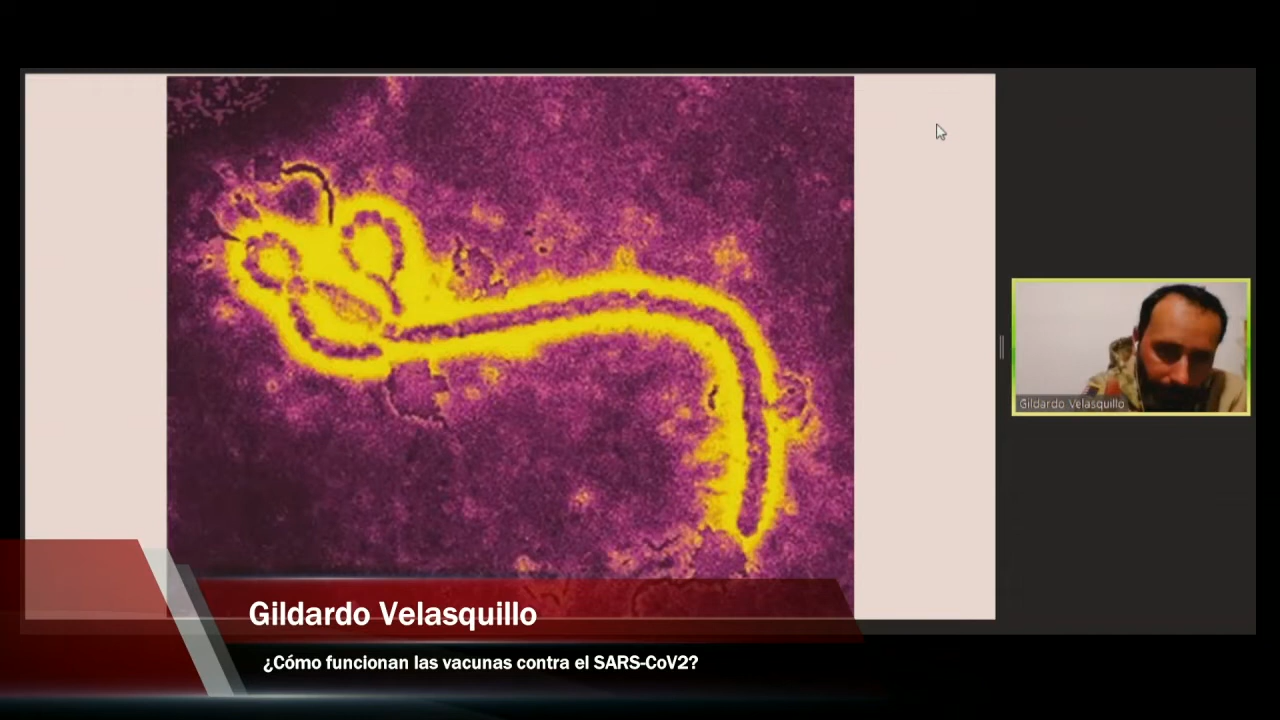 Gildardo Velasquillo
Gildardo Velasquillo
¿Cómo funcionan las vacunas contra el SARS-CoV2?